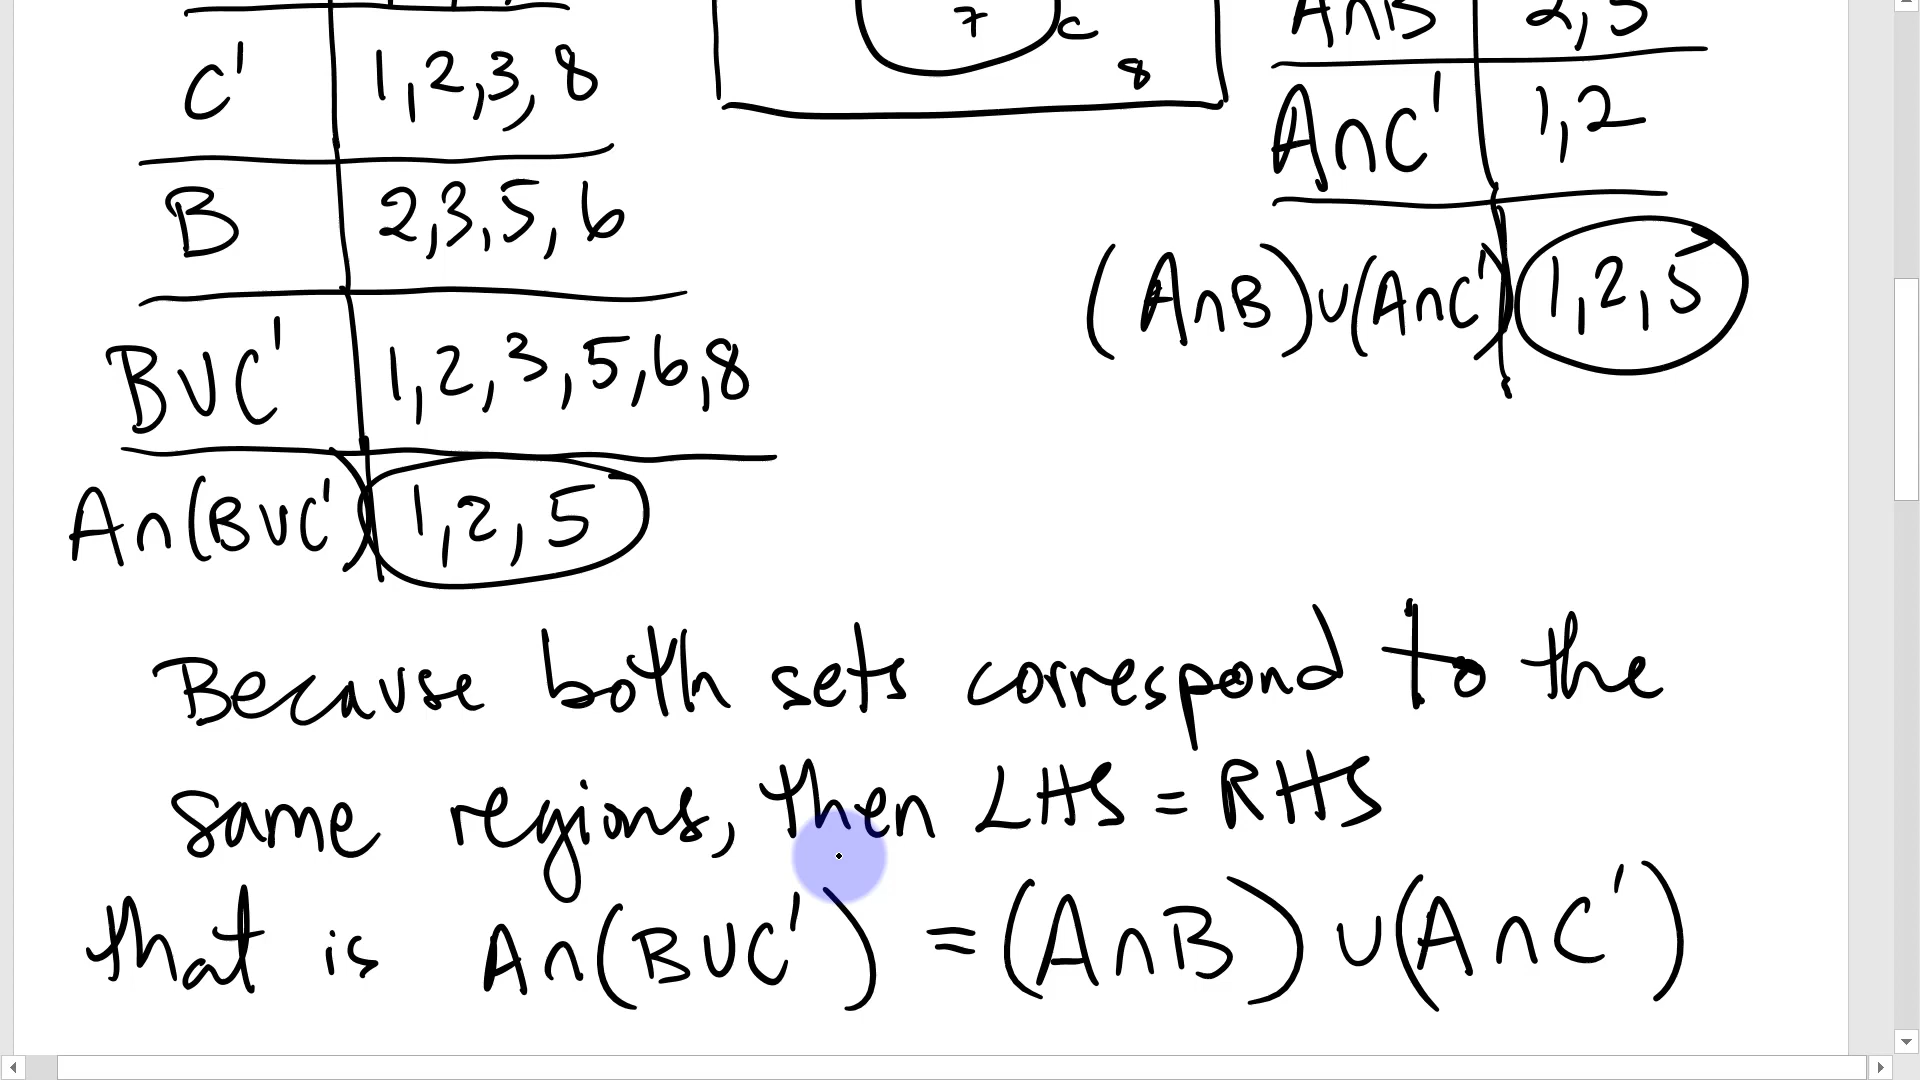 C' 1,2,3,8
B 2,3,5,6
B∪C' 1,2,3,5,6,8
A∩(B∪C') 1,2,5
7 C
8
A∩B 2,5
A∩C' 1,2
(A∩B)∪(A∩C') 1,2,5
Because both sets correspond to the
same regions, then LHS = RHS
that is A∩(B∪C') = (A∩B)∪(A∩C')